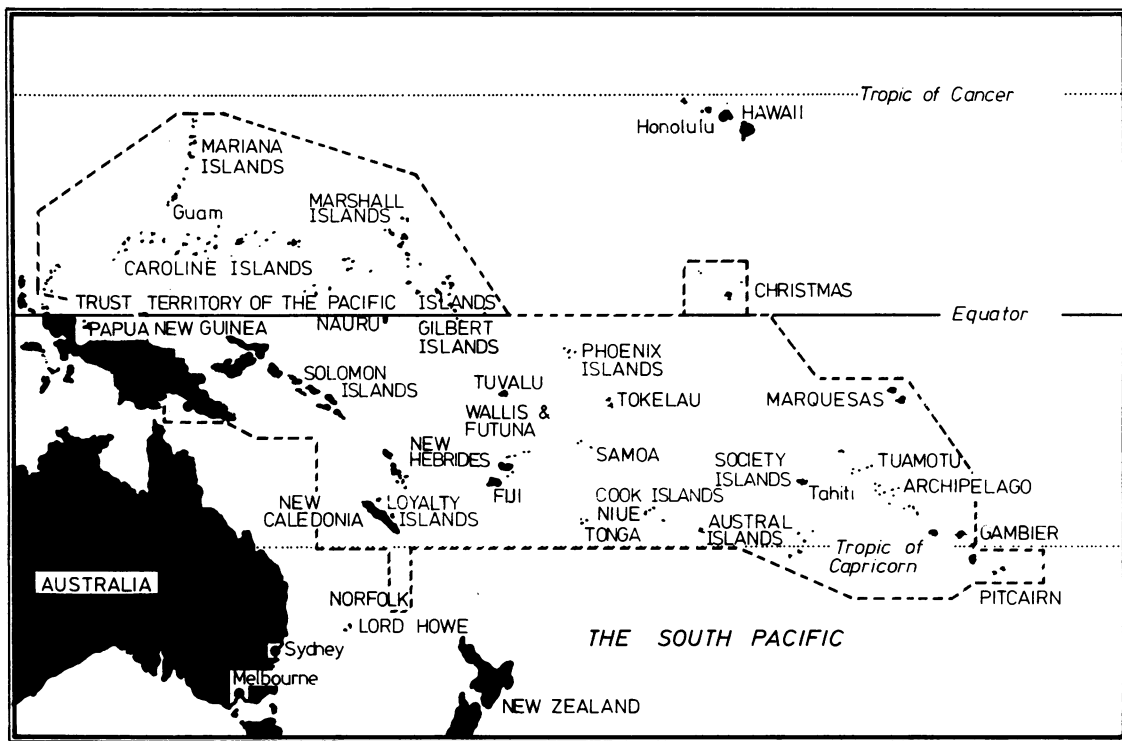 Tropic of Cancer
HAWAII
Honolulu
MARIANA
ISLANDS
Guam
MARSHALL
ISLANDS
CAROLINE ISLANDS
CHRISTMAS
TRUST TERRITORY OF THE PACIFIC ISLANDS
Equator
PAPUA NEW GUINEA
NAURU
GILBERT
ISLANDS
PHOENIX
ISLANDS
SOLOMON
ISLANDS
TUVALU
TOKELAU
MARQUESAS
WALLIS &
FUTUNA
NEW
HEBRIDES
SAMOA
SOCIETY
ISLANDS
TUAMOTU
ARCHIPELAGO
Tahiti
FIJI
NEW
CALEDONIA
LOYALTY
ISLANDS
COOK ISLANDS
NIUE
TONGA
AUSTRAL
ISLANDS
GAMBIER
Tropic of
Capricorn
AUSTRALIA
NORFOLK
PITCAIRN
LORD HOWE
THE SOUTH PACIFIC
Sydney
Melbourne
NEW ZEALAND